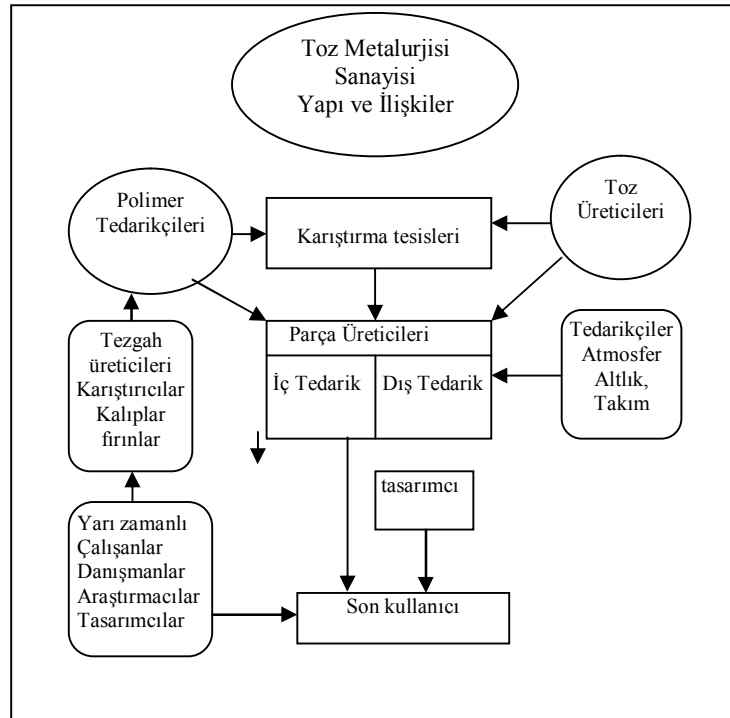 Toz Metalurjisi
Sanayisi
Yapı ve İlişkiler
Polimer
Tedarikçileri
Karıştırma tesisleri
Toz
Üreticileri
Parça Üreticileri
İç Tedarik
Dış Tedarik
Tedarikçiler
Atmosfer
Altlık,
Takım
Tezgah
üreticileri
Karıştırıcılar
Kalıplar
fırınlar
tasarımcı
Yarı zamanlı
Çalışanlar
Danışmanlar
Araştırmacılar
Tasarımcılar
Son kullanıcı